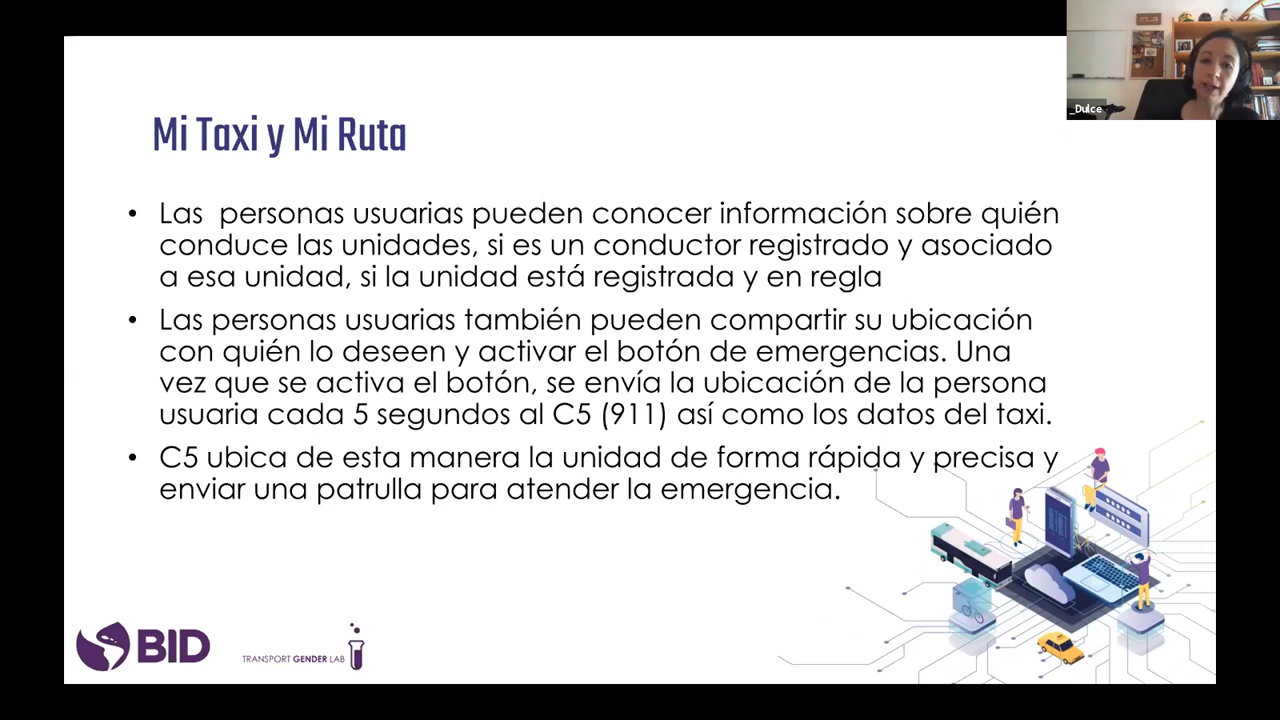 _Dulce
Mi Taxi y Mi Ruta
• Las personas usuarias pueden conocer información sobre quién
conduce las unidades, si es un conductor registrado y asociado
a esa unidad, si la unidad está registrada y en regla
• Las personas usuarias también pueden compartir su ubicación
con quién lo deseen y activar el botón de emergencias. Una
vez que se activa el botón, se envía la ubicación de la persona
usuaria cada 5 segundos al C5 (911) así como los datos del taxi.
• C5 ubica de esta manera la unidad de forma rápida y precisa y
enviar una patrulla para atender la emergencia.
BID
TRANSPORT GENDER LAB